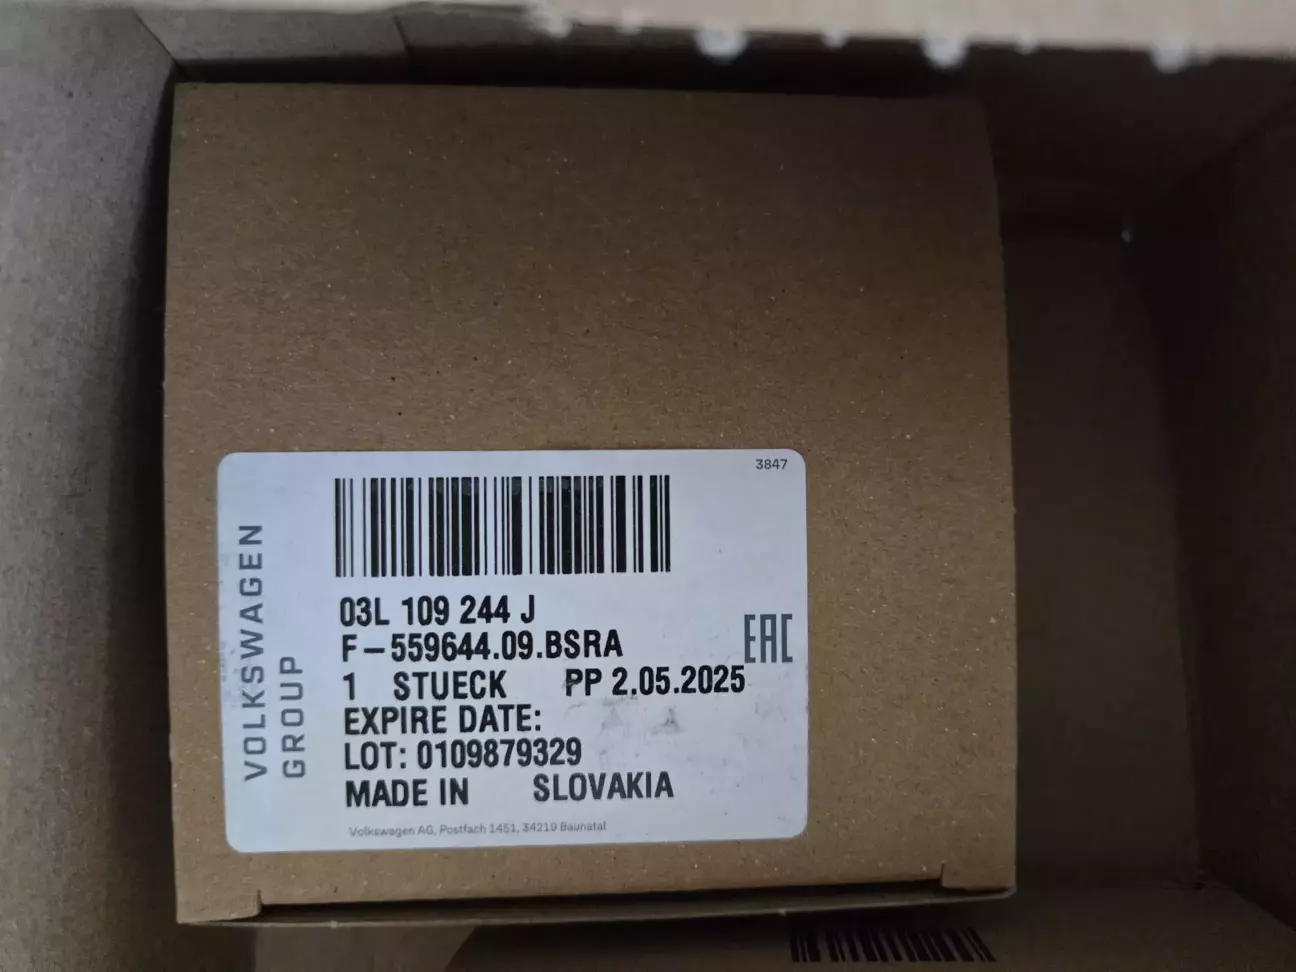 3847
VOLKSWAGEN
GROUP
03L 109 244 J
F-559644.09.BSRA
EAC
1 STUECK PP 2.05.2025
EXPIRE DATE:
LOT: 0109879329
MADE IN SLOVAKIA
Volkswagen AG, Postfach 1451, 34219 Baunatal